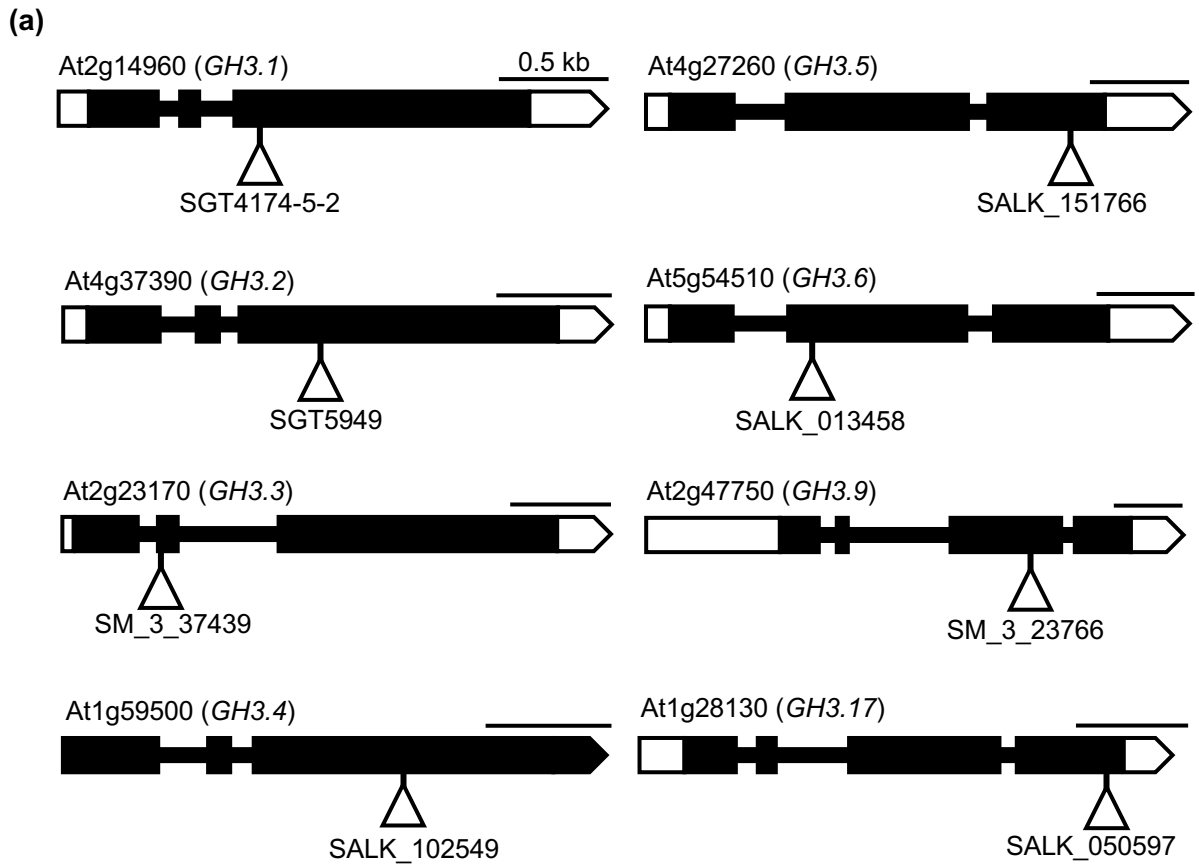 (a)
At2g14960 (GH3.1)
0.5 kb
SGT4174-5-2
At4g27260 (GH3.5)
SALK_151766
At4g37390 (GH3.2)
SGT5949
At5g54510 (GH3.6)
SALK_013458
At2g23170 (GH3.3)
SM_3_37439
At2g47750 (GH3.9)
SM_3_23766
At1g59500 (GH3.4)
SALK_102549
At1g28130 (GH3.17)
SALK_050597